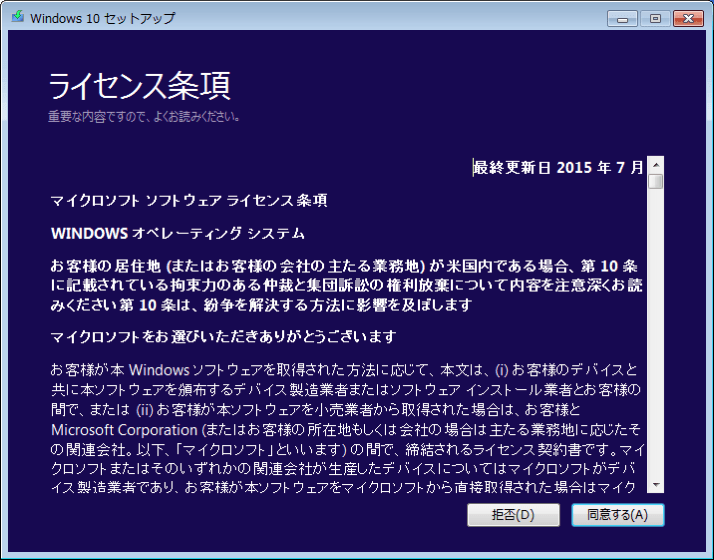 Windows 10 セットアップ
ライセンス条項
重要な内容ですので、よくお読みください。
最終更新日 2015 年 7 月
マイクロソフト ソフトウェア ライセンス条項
WINDOWS オペレーティング システム
お客様の居住地 (またはお客様の会社の主たる業務地) が米国内である場合、第 10 条
に記載されている拘束力のある仲裁と集団訴訟の権利放棄について内容を注意深くお読
みください第 10 条は、紛争を解決する方法に影響を及ぼします
マイクロソフトをお選びいただきありがとうございます
お客様が本 Windowsソフトウェアを取得された方法に応じて、本文は、(i) お客様のデバイスと
共に本ソフトウェアを頒布するデバイス製造業者またはソフトウェア インストール業者とお客様の
間で、または (ii) お客様が本ソフトウェアを小売業者から取得された場合は、お客様と
Microsoft Corporation (またはお客様の所在地もしくは会社の場合は主たる業務地に応じたそ
の関連会社。以下、「マイクロソフト」といいます) の間で、締結されるライセンス契約書です。マイ
クロソフトまたはそのいずれかの関連会社が生産したデバイスについてはマイクロソフトがデバ
イス製造業者であり、お客様が本ソフトウェアをマイクロソフトから直接取得された場合はマイク
拒否(D)
同意する(A)